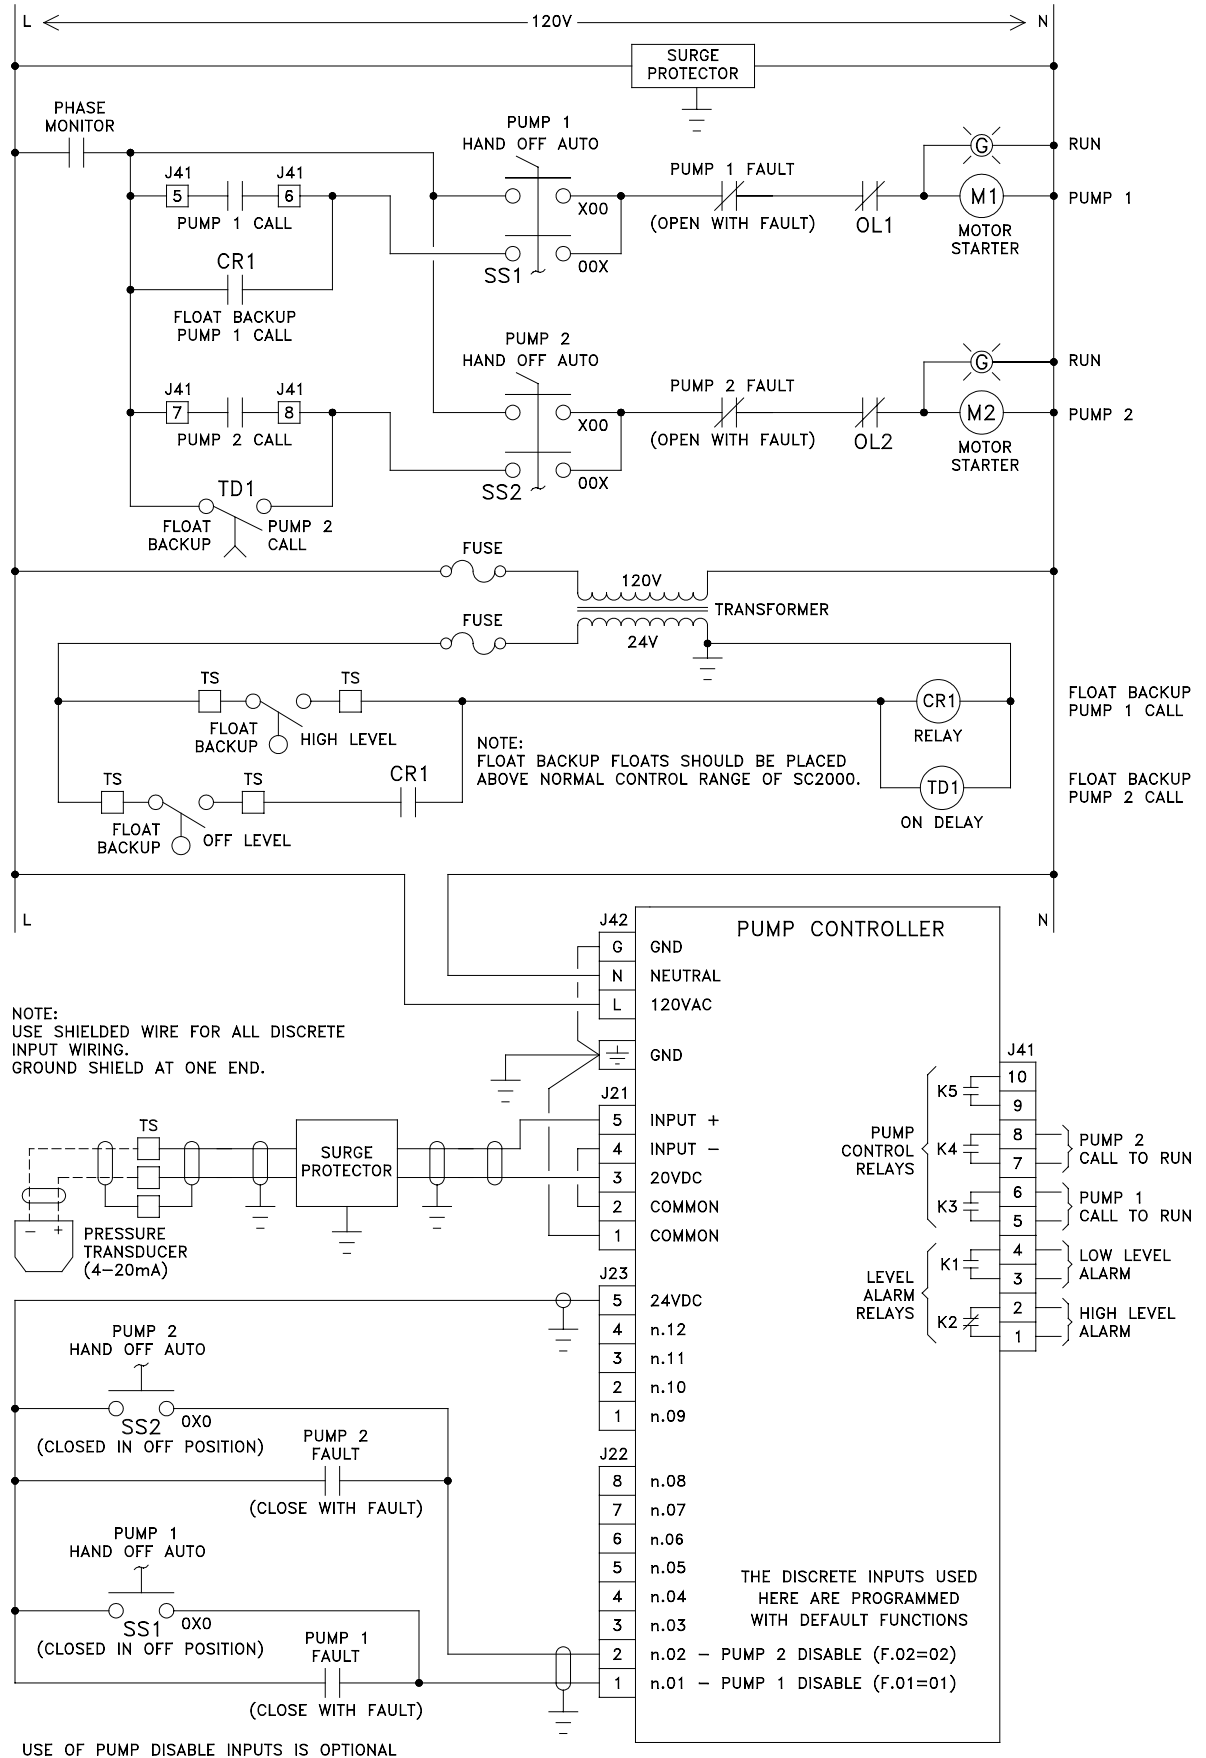 L
120V
N
SURGE
PROTECTOR
PHASE
MONITOR
PUMP 1
HAND OFF AUTO
RUN
G
J41
J41
PUMP 1 FAULT
5
6
X00
M1
PUMP 1
PUMP 1 CALL
(OPEN WITH FAULT)
OL1
MOTOR
STARTER
CR1
SS1
00X
FLOAT BACKUP
PUMP 1 CALL
PUMP 2
HAND OFF AUTO
RUN
G
J41
J41
PUMP 2 FAULT
7
8
X00
M2
PUMP 2
PUMP 2 CALL
(OPEN WITH FAULT)
OL2
MOTOR
STARTER
TD1
SS2
00X
FLOAT
BACKUP
PUMP 2
CALL
FUSE
120V
TRANSFORMER
FUSE
24V
TS
TS
CR1
FLOAT BACKUP
PUMP 1 CALL
FLOAT
BACKUP
HIGH LEVEL
RELAY
NOTE:
FLOAT BACKUP FLOATS SHOULD BE PLACED
ABOVE NORMAL CONTROL RANGE OF SC2000.
TS
TS
CR1
TD1
FLOAT BACKUP
PUMP 2 CALL
FLOAT
BACKUP
OFF LEVEL
ON DELAY
L
N
J42
PUMP CONTROLLER
G GND
N NEUTRAL
L 120VAC
NOTE:
USE SHIELDED WIRE FOR ALL DISCRETE
INPUT WIRING.
GROUND SHIELD AT ONE END.
GND
J21
5 INPUT +
4 INPUT -
3 20VDC
2 COMMON
1 COMMON
TS
SURGE
PROTECTOR
- +
PRESSURE
TRANSDUCER
(4-20mA)
J41
10
9
8
7
6
5
4
3
2
1
K5
K4
K3
K1
K2
PUMP
CONTROL
RELAYS
LEVEL
ALARM
RELAYS
PUMP 2
CALL TO RUN
PUMP 1
CALL TO RUN
LOW LEVEL
ALARM
HIGH LEVEL
ALARM
J23
5 24VDC
4 n.12
3 n.11
2 n.10
1 n.09
PUMP 2
HAND OFF AUTO
SS2
0X0
(CLOSED IN OFF POSITION)
PUMP 2
FAULT
(CLOSE WITH FAULT)
J22
8 n.08
7 n.07
6 n.06
5 n.05
4 n.04
3 n.03
2 n.02 - PUMP 2 DISABLE (F.02=02)
1 n.01 - PUMP 1 DISABLE (F.01=01)
THE DISCRETE INPUTS USED
HERE ARE PROGRAMMED
WITH DEFAULT FUNCTIONS
PUMP 1
HAND OFF AUTO
SS1
0X0
(CLOSED IN OFF POSITION)
PUMP 1
FAULT
(CLOSE WITH FAULT)
USE OF PUMP DISABLE INPUTS IS OPTIONAL